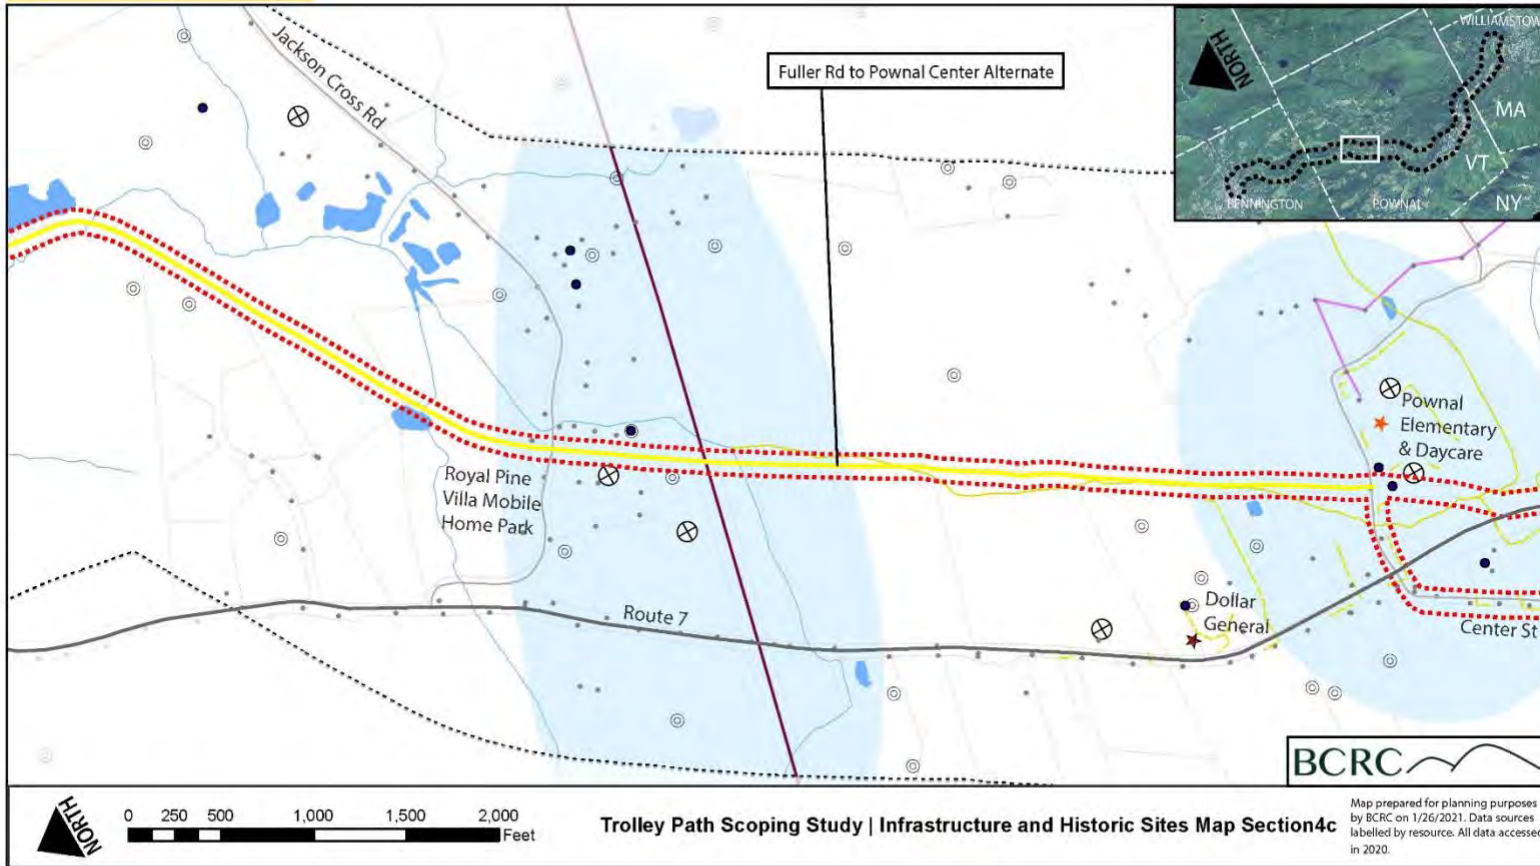 Jackson Cross Rd
Fuller Rd to Pownal Center Alternate
NORTH
WILLIAMSTOW
MA
VT
NY
BENNINGTON
POWNAL
Pownal
Elementary
& Daycare
Royal Pine
Villa Mobile
Home Park
Route 7
Dollar
General
Center St
BCRC
NORTH
0 250 500 1,000 1,500 2,000
Feet
Trolley Path Scoping Study | Infrastructure and Historic Sites Map Section4c
Map prepared for planning purposes
by BCRC on 1/26/2021. Data sources
labelled by resource. All data accessed
in 2020.